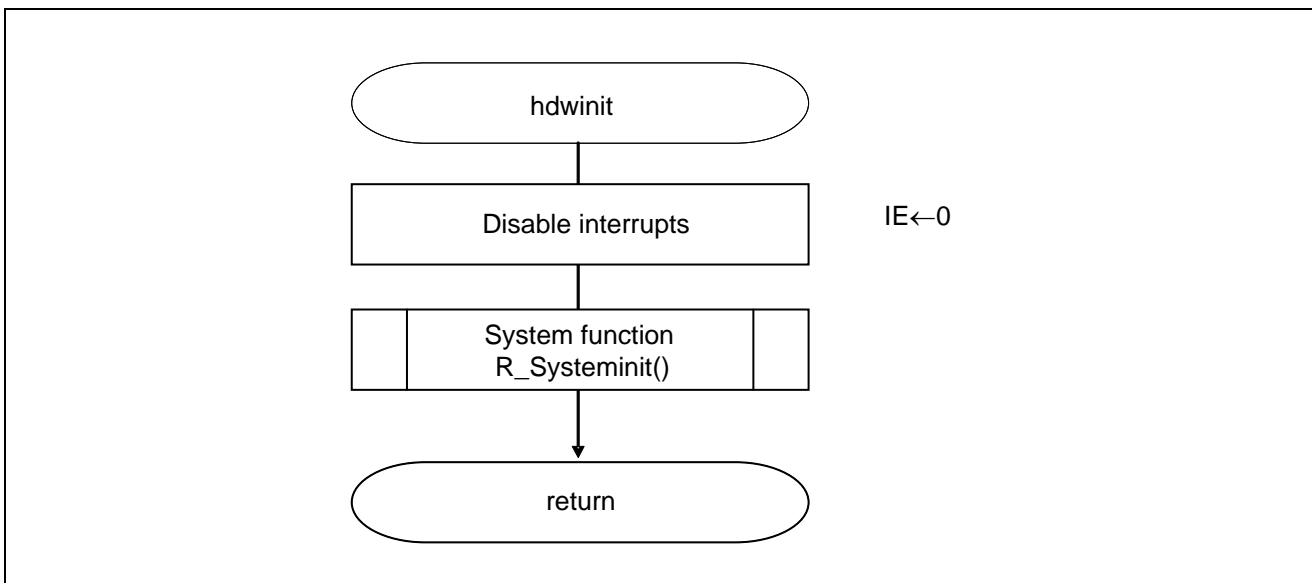 hdwinit
Disable interrupts
IE←0
System function
R_Systeminit()
return